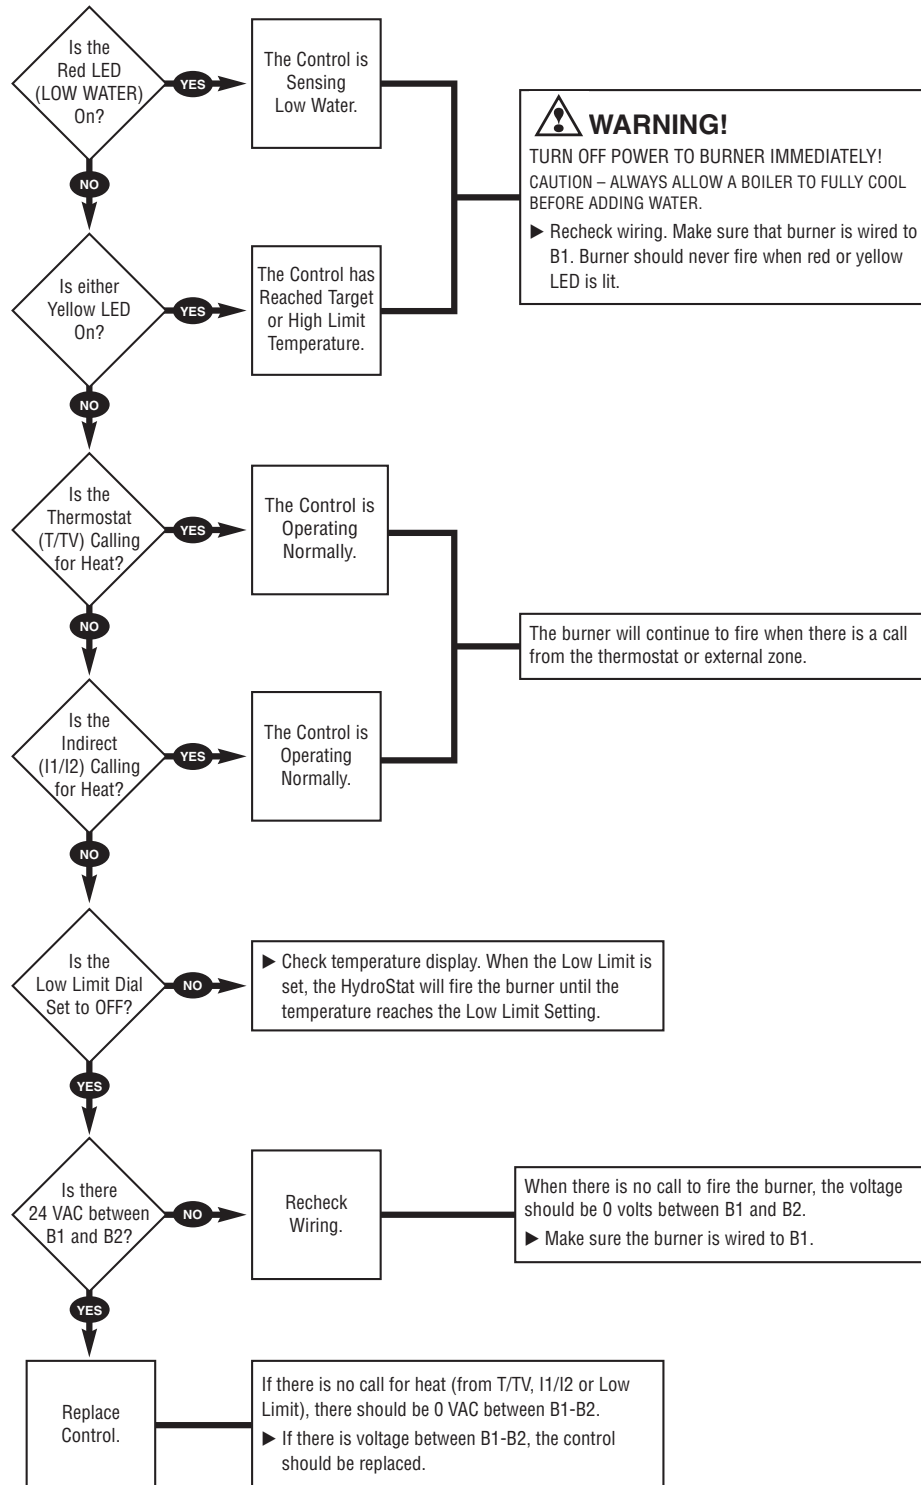 Is the
Red LED
(LOW WATER)
On?
YES
The Control is
Sensing
Low Water.
WARNING!
TURN OFF POWER TO BURNER IMMEDIATELY!
CAUTION – ALWAYS ALLOW A BOILER TO FULLY COOL
BEFORE ADDING WATER.
▶ Recheck wiring. Make sure that burner is wired to
B1. Burner should never fire when red or yellow
LED is lit.
NO
Is either
Yellow LED
On?
YES
The Control has
Reached Target
or High Limit
Temperature.
NO
Is the
Thermostat
(T/TV) Calling
for Heat?
YES
The Control is
Operating
Normally.
NO
The burner will continue to fire when there is a call
from the thermostat or external zone.
Is the
Indirect
(I1/I2) Calling
for Heat?
YES
The Control is
Operating
Normally.
NO
Is the
Low Limit Dial
Set to OFF?
NO
▶ Check temperature display. When the Low Limit is
set, the HydroStat will fire the burner until the
temperature reaches the Low Limit Setting.
YES
Is there
24 VAC between
B1 and B2?
NO
Recheck
Wiring.
When there is no call to fire the burner, the voltage
should be 0 volts between B1 and B2.
▶ Make sure the burner is wired to B1.
YES
Replace
Control.
If there is no call for heat (from T/TV, I1/I2 or Low
Limit), there should be 0 VAC between B1-B2.
▶ If there is voltage between B1-B2, the control
should be replaced.